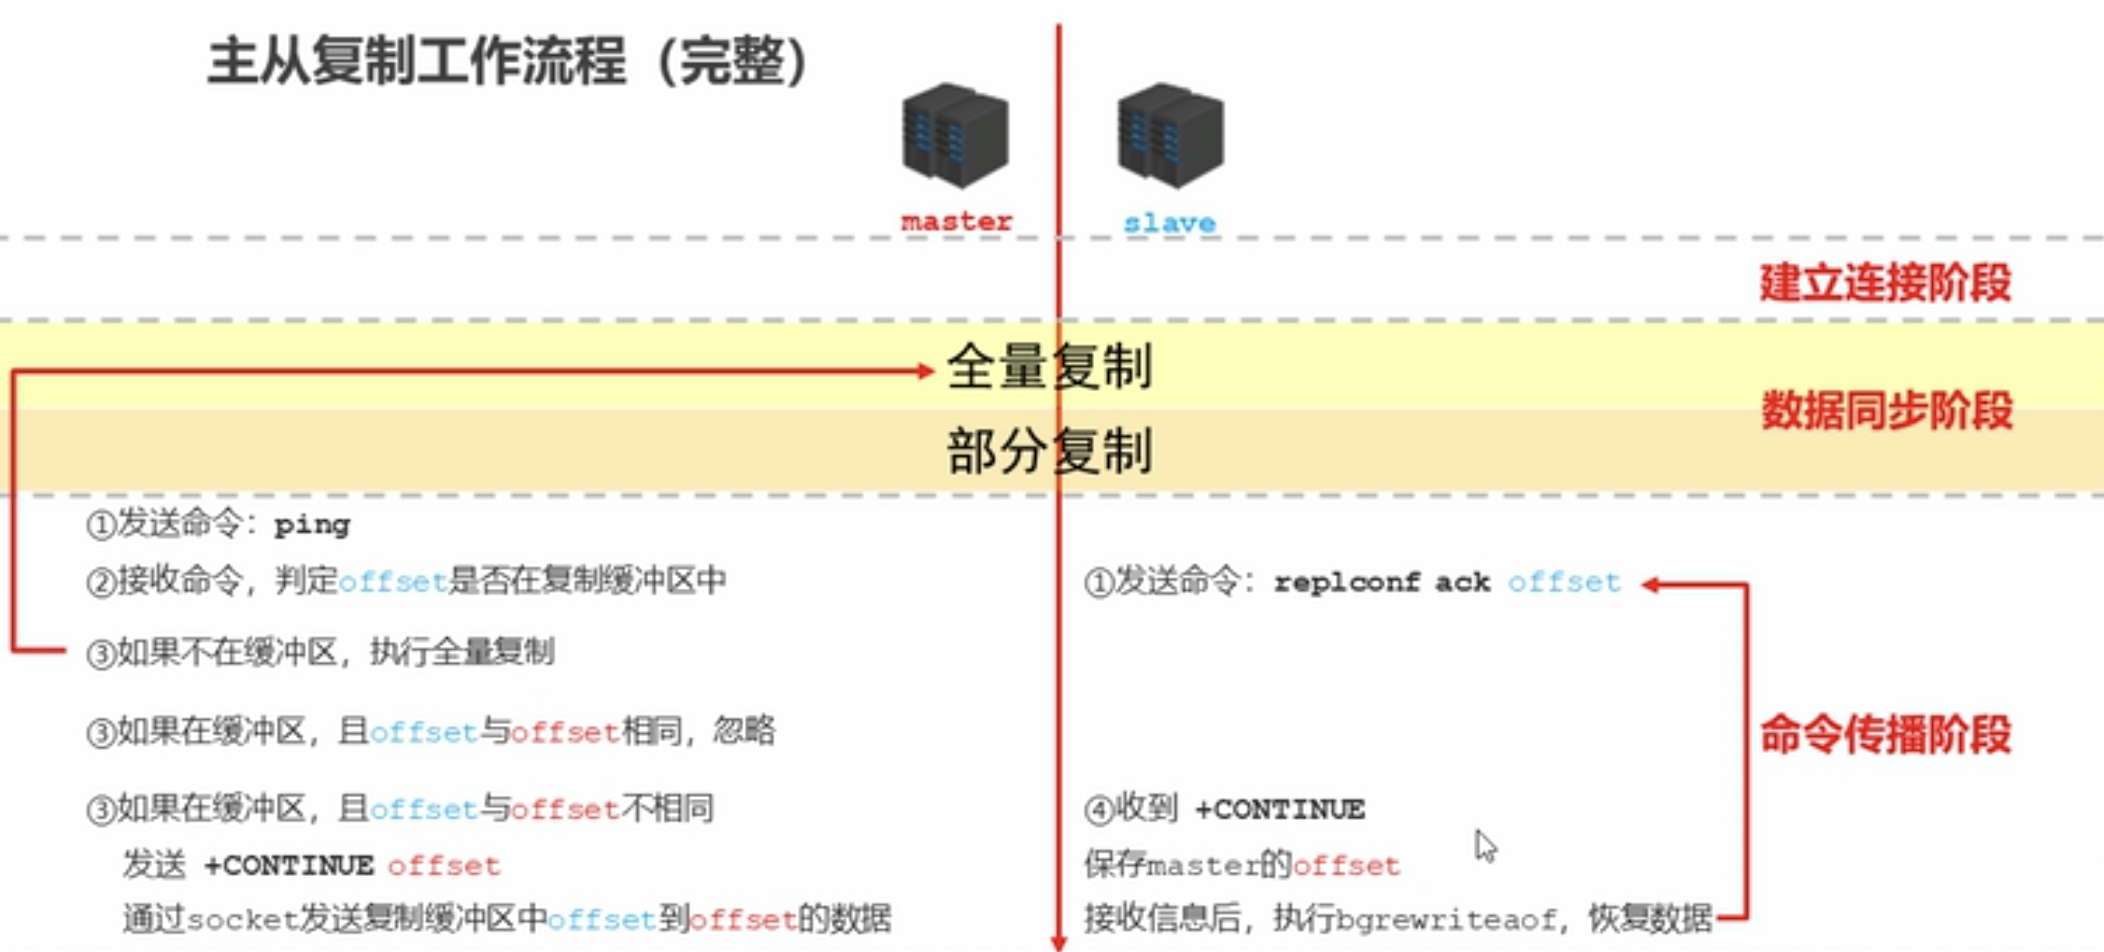 主从复制工作流程（完整）
master
slave
建立连接阶段
全量复制
数据同步阶段
部分复制
①发送命令：ping
②接收命令，判定offset是否在复制缓冲区中
①发送命令：replconf ack offset
③如果不在缓冲区，执行全量复制
③如果在缓冲区，且offset与offset相同，忽略
命令传播阶段
③如果在缓冲区，且offset与offset不相同
④收到 +CONTINUE
发送 +CONTINUE offset
保存master的offset
通过socket发送复制缓冲区中offset到offset的数据
接收信息后，执行bgrewriteaof，恢复数据